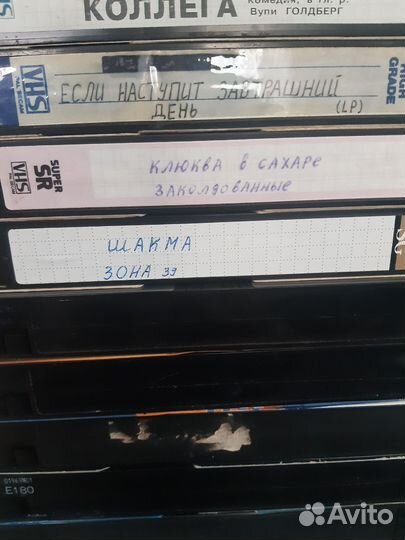 КОЛЛЕГА
Комедия, в гл. р.
Вупи ГОЛДБЕРГ
VHS
ЕСЛИ НАСТУПИТ ЗАВТРАШНИЙ
ДЕНЬ
(LP)
HIGH
GRADE
SUPER
SR
VHS
КЛЮКВА В САХАРЕ
ЗАКОЛДОВАННЫЕ
ШАКМА
ЗОНА 39
E180
Avito